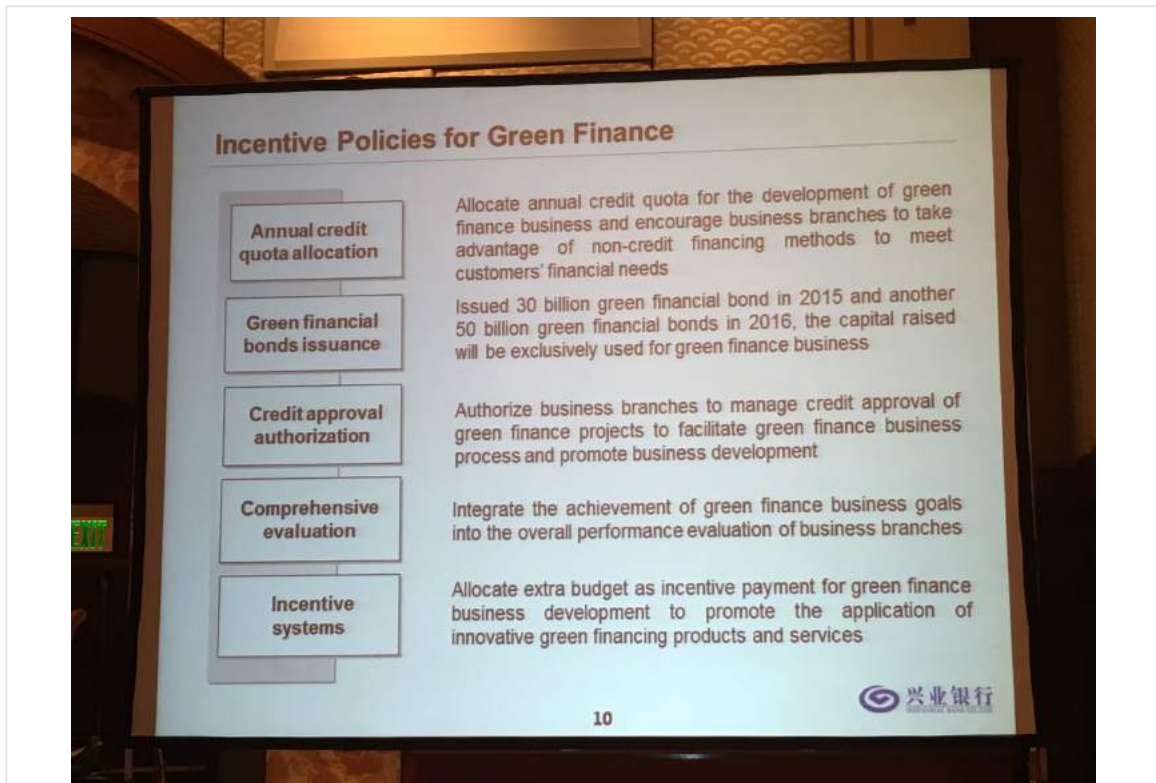 Incentive Policies for Green Finance
Annual credit
quota allocation
Allocate annual credit quota for the development of green
finance business and encourage business branches to take
advantage of non-credit financing methods to meet
customers' financial needs
Green financial
bonds issuance
Issued 30 billion green financial bond in 2015 and another
50 billion green financial bonds in 2016, the capital raised
will be exclusively used for green finance business
Credit approval
authorization
Authorize business branches to manage credit approval of
green finance projects to facilitate green finance business
process and promote business development
Comprehensive
evaluation
Integrate the achievement of green finance business goals
into the overall performance evaluation of business branches
Incentive
systems
Allocate extra budget as incentive payment for green finance
business development to promote the application of
innovative green financing products and services
兴业银行
INDUSTRIAL BANK CO.,LTD.
10
EXIT